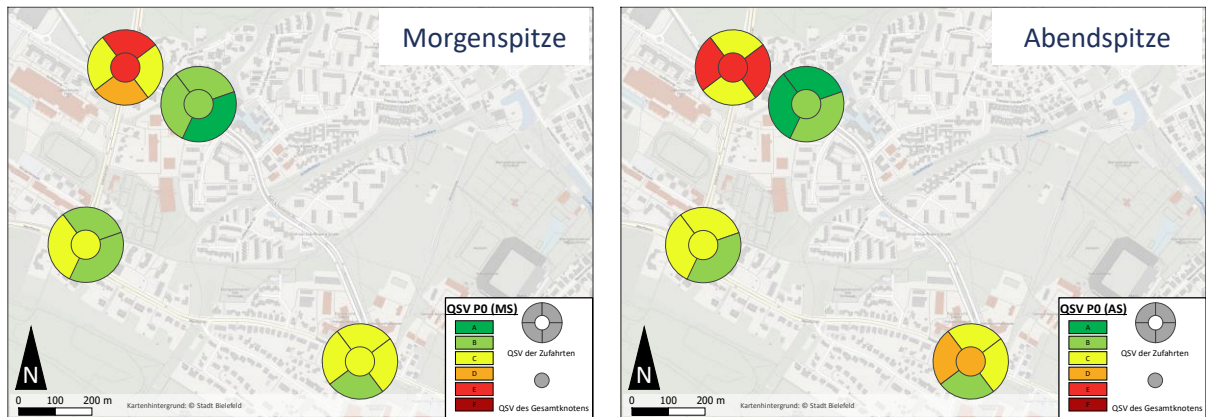 Morgenspitze
QSV P0 (MS)
A
B
C
D
E
F
QSV der Zufahrten
QSV des Gesamtknotens
N
0 100 200 m
Kartenhintergrund: © Stadt Bielefeld
Abendspitze
QSV P0 (AS)
A
B
C
D
E
F
QSV der Zufahrten
QSV des Gesamtknotens
N
0 100 200 m
Kartenhintergrund: © Stadt Bielefeld